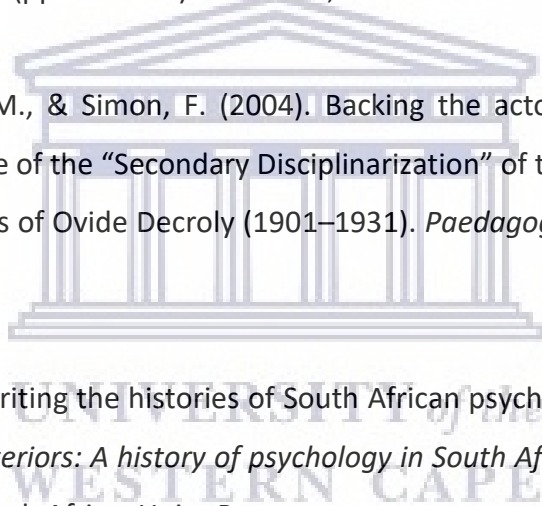 M., & Simon, F. (2004). Backing the acto
e of the “Secondary Disciplinarization” of t
s of Ovide Decroly (1901–1931). Paedagog
riting the histories of South African psych
UNIVERSITY of the
eriors: A history of psychology in South Af
WESTERN CAPE